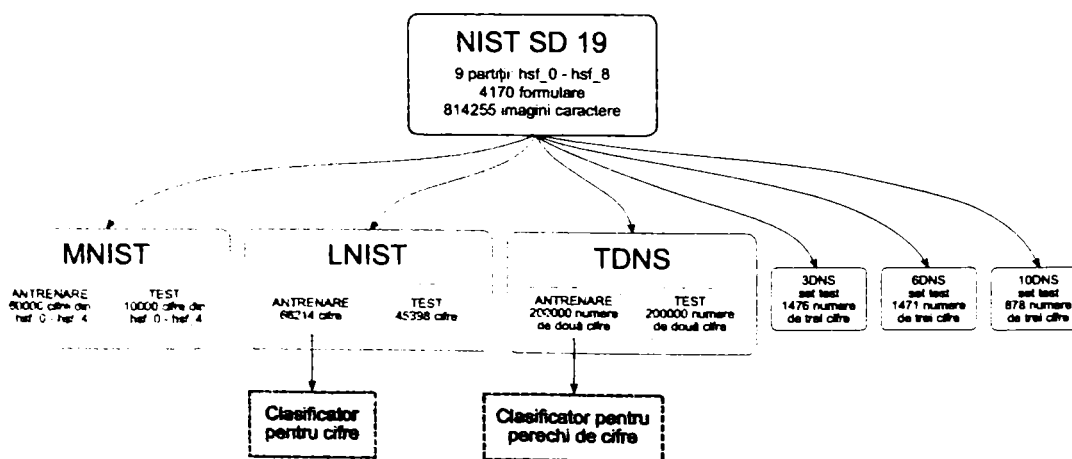 NIST SD 19
9 partiții hsf_0 - hsf_8
4170 formulare
814255 imagini caractere
MNIST
ANTRENARE
60000 cifre din
hsf_0 - hsf_4
TEST
10000 cifre din
hsf_0 - hsf_4
LNIST
ANTRENARE
66214 cifre
TEST
45398 cifre
TDNS
ANTRENARE
200000 numere
de două cifre
TEST
200000 numere
de două cifre
3DNS
set test
1476 numere
de trei cifre
6DNS
set test
1471 numere
de trei cifre
10DNS
set test
878 numere
de trei cifre
Clasificator
pentru cifre
Clasificator pentru
perechi de cifre